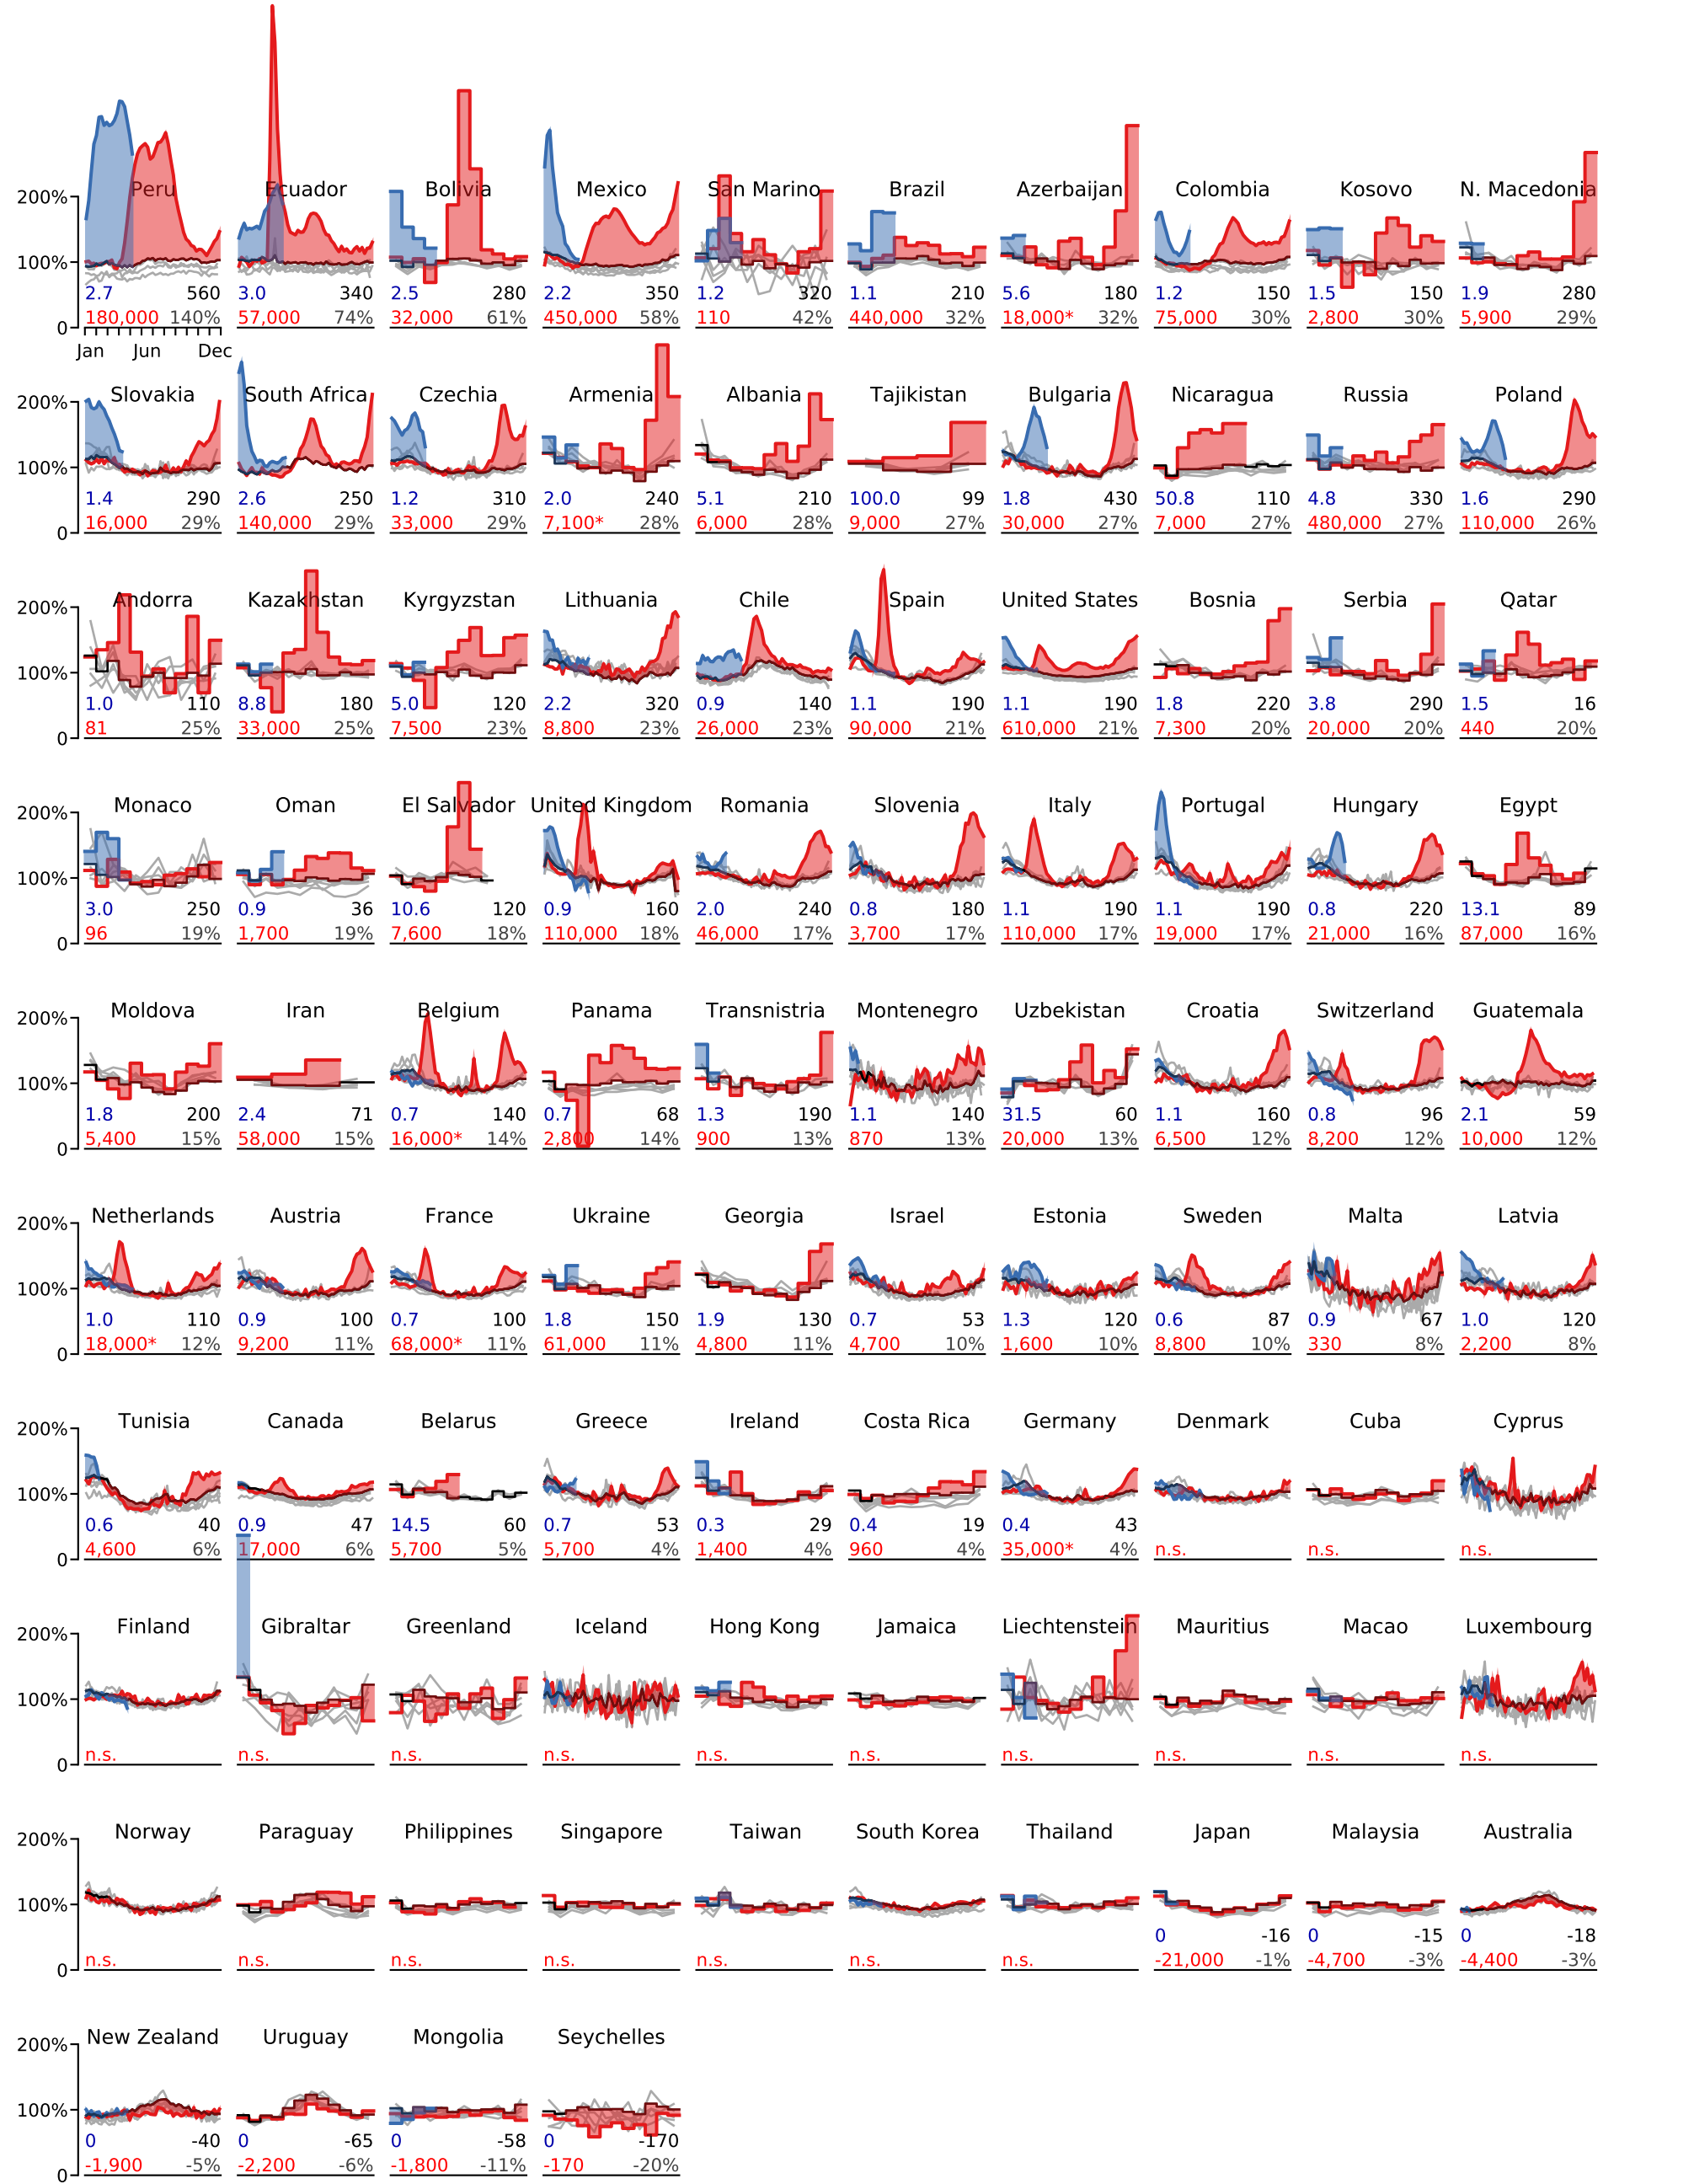 Peru Ecuador Bolivia Mexico San Marino Brazil Azerbaijan Colombia Kosovo N. Macedonia
200%
100%
2.7 560 3.0 340 2.5 280 2.2 350 1.2 320 1.1 210 5.6 180 1.2 150 1.5 150 1.9 280
180,000 140% 57,000 74% 32,000 61% 450,000 58% 110 42% 440,000 32% 18,000* 32% 75,000 30% 2,800 30% 5,900 29%
0
Jan Jun Dec
Slovakia South Africa Czechia Armenia Albania Tajikistan Bulgaria Nicaragua Russia Poland
200%
100%
1.4 290 2.6 250 1.2 310 2.0 240 5.1 210 100.0 99 1.8 430 50.8 110 4.8 330 1.6 290
16,000 29% 140,000 29% 33,000 29% 7,100* 28% 6,000 28% 9,000 27% 30,000 27% 7,000 27% 480,000 27% 110,000 26%
0
Andorra Kazakhstan Kyrgyzstan Lithuania Chile Spain United States Bosnia Serbia Qatar
200%
100%
1.0 110 8.8 180 5.0 120 2.2 320 0.9 140 1.1 190 1.1 190 1.8 220 3.8 290 1.5 16
81 25% 33,000 25% 7,500 23% 8,800 23% 26,000 23% 90,000 21% 610,000 21% 7,300 20% 20,000 20% 440 20%
0
Monaco Oman El Salvador United Kingdom Romania Slovenia Italy Portugal Hungary Egypt
200%
100%
3.0 250 0.9 36 10.6 120 0.9 160 2.0 240 0.8 180 1.1 190 1.1 190 0.8 220 13.1 89
96 19% 1,700 19% 7,600 18% 110,000 18% 46,000 17% 3,700 17% 110,000 17% 19,000 17% 21,000 16% 87,000 16%
0
Moldova Iran Belgium Panama Transnistria Montenegro Uzbekistan Croatia Switzerland Guatemala
200%
100%
1.8 200 2.4 71 0.7 140 0.7 68 1.3 190 1.1 140 31.5 60 1.1 160 0.8 96 2.1 59
5,400 15% 58,000 15% 16,000* 14% 2,800 14% 900 13% 870 13% 20,000 13% 6,500 12% 8,200 12% 10,000 12%
0
Netherlands Austria France Ukraine Georgia Israel Estonia Sweden Malta Latvia
200%
100%
1.0 110 0.9 100 0.7 100 1.8 150 1.9 130 0.7 53 1.3 120 0.6 87 0.9 67 1.0 120
18,000* 12% 9,200 11% 68,000* 11% 61,000 11% 4,800 11% 4,700 10% 1,600 10% 8,800 10% 330 8% 2,200 8%
0
Tunisia Canada Belarus Greece Ireland Costa Rica Germany Denmark Cuba Cyprus
200%
100%
0.6 40 0.9 47 14.5 60 0.7 53 0.3 29 0.4 19 0.4 43
4,600 6% 17,000 6% 5,700 5% 5,700 4% 1,400 4% 960 4% 35,000* 4% n.s. n.s. n.s.
0
Finland Gibraltar Greenland Iceland Hong Kong Jamaica Liechtenstein Mauritius Macao Luxembourg
200%
100%
n.s. n.s. n.s. n.s. n.s. n.s. n.s. n.s. n.s. n.s.
0
Norway Paraguay Philippines Singapore Taiwan South Korea Thailand Japan Malaysia Australia
200%
100%
0 -16 0 -15 0 -18
n.s. n.s. n.s. n.s. n.s. n.s. n.s. -21,000 -1% -4,700 -3% -4,400 -3%
0
New Zealand Uruguay Mongolia Seychelles
200%
100%
0 -40 0 -65 0 -58 0 -170
-1,900 -5% -2,200 -6% -1,800 -11% -170 -20%
0